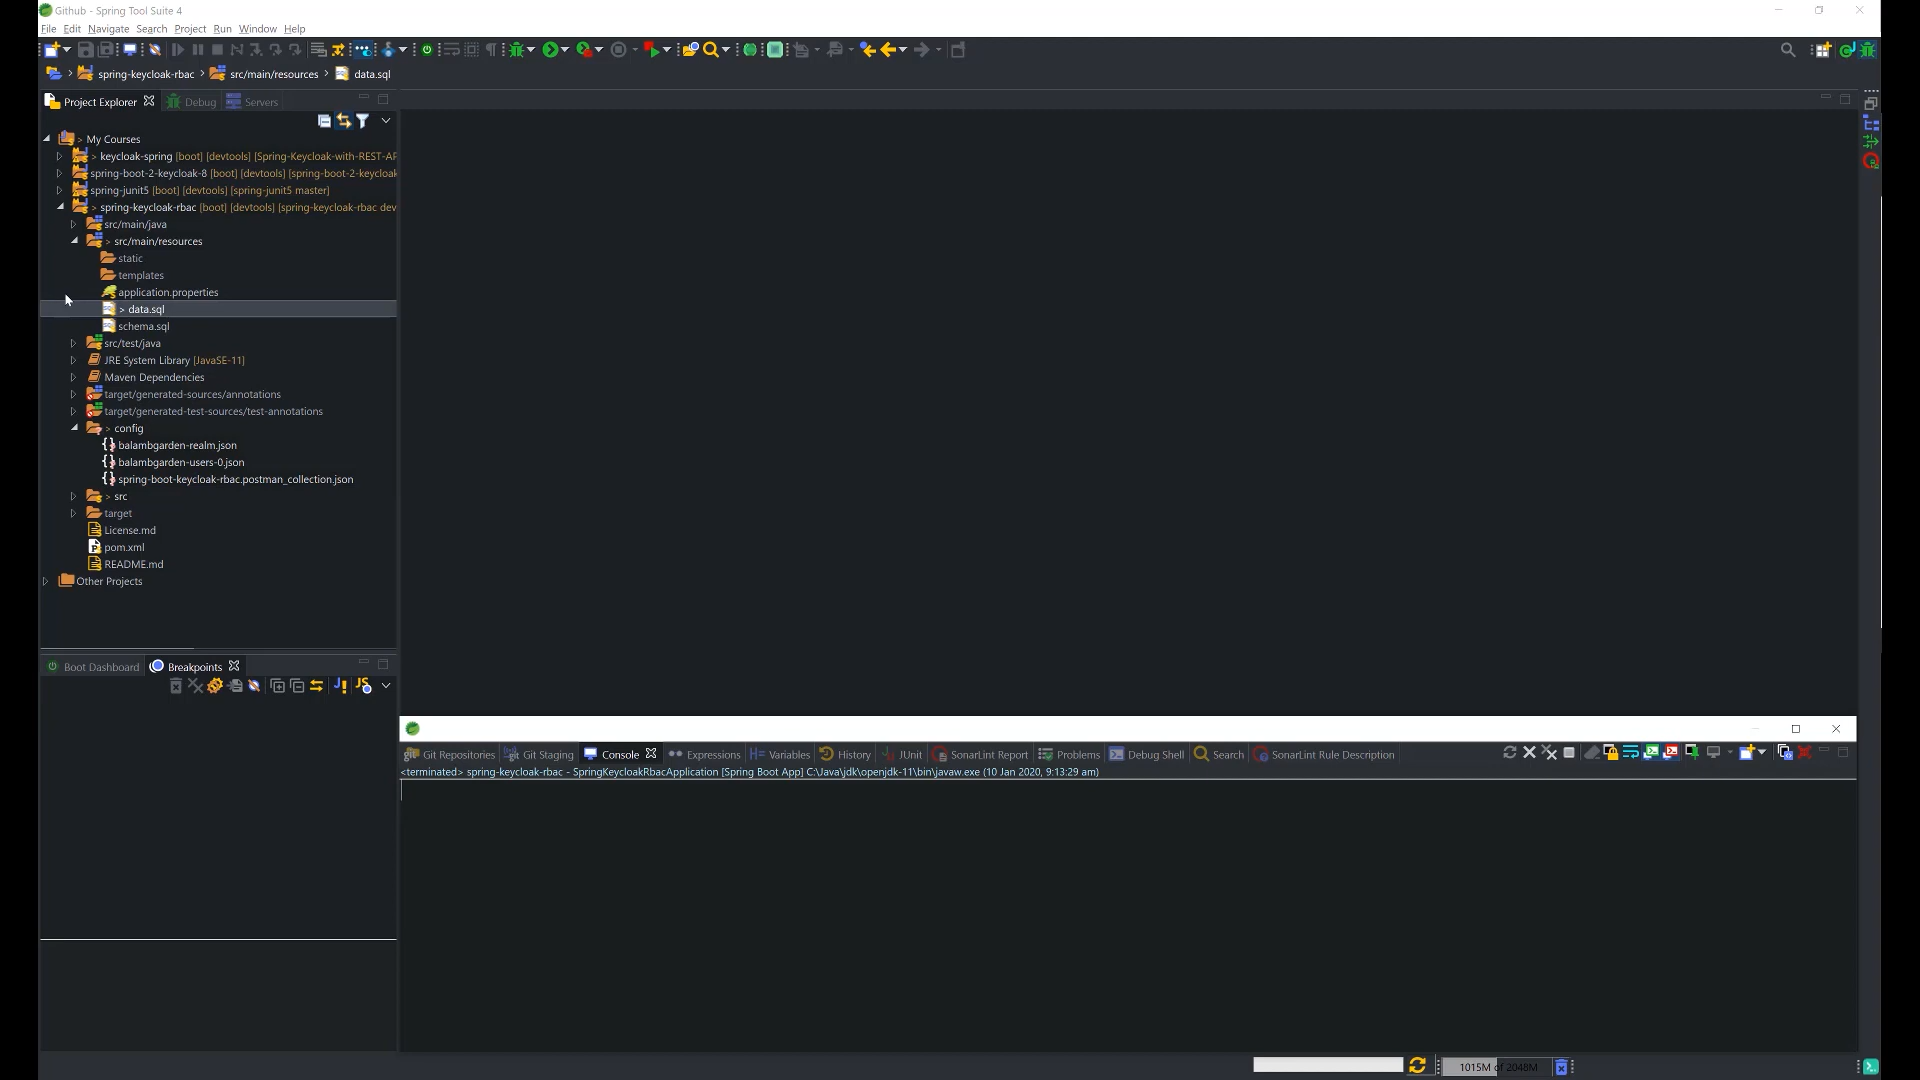 Github - Spring Tool Suite 4
File Edit Navigate Search Project Run Window Help
spring-keycloak-rbac > src/main/resources > data.sql
Project Explorer Debug Servers
> My Courses
> keycloak-spring [boot] [devtools] [Spring-Keycloak-with-REST-AP
spring-boot-2-keycloak-8 [boot] [devtools] [spring-boot-2-keycloak
spring-junit5 [boot] [devtools] [spring-junit5 master]
> spring-keycloak-rbac [boot] [devtools] [spring-keycloak-rbac dev
src/main/java
> src/main/resources
static
templates
application.properties
> data.sql
schema.sql
src/test/java
JRE System Library [JavaSE-11]
Maven Dependencies
target/generated-sources/annotations
target/generated-test-sources/test-annotations
> config
balambgarden-realm.json
balambgarden-users-0.json
spring-boot-keycloak-rbac.postman_collection.json
> src
target
License.md
pom.xml
README.md
Other Projects
Boot Dashboard Breakpoints
Git Repositories Git Staging Console Expressions Variables History JUnit SonarLint Report Problems Debug Shell Search SonarLint Rule Description
<terminated> spring-keycloak-rbac - SpringKeycloakRbacApplication [Spring Boot App] C:\Java\jdk\openjdk-11\bin\javaw.exe (10 Jan 2020, 9:13:29 am)
1015M of 2048M